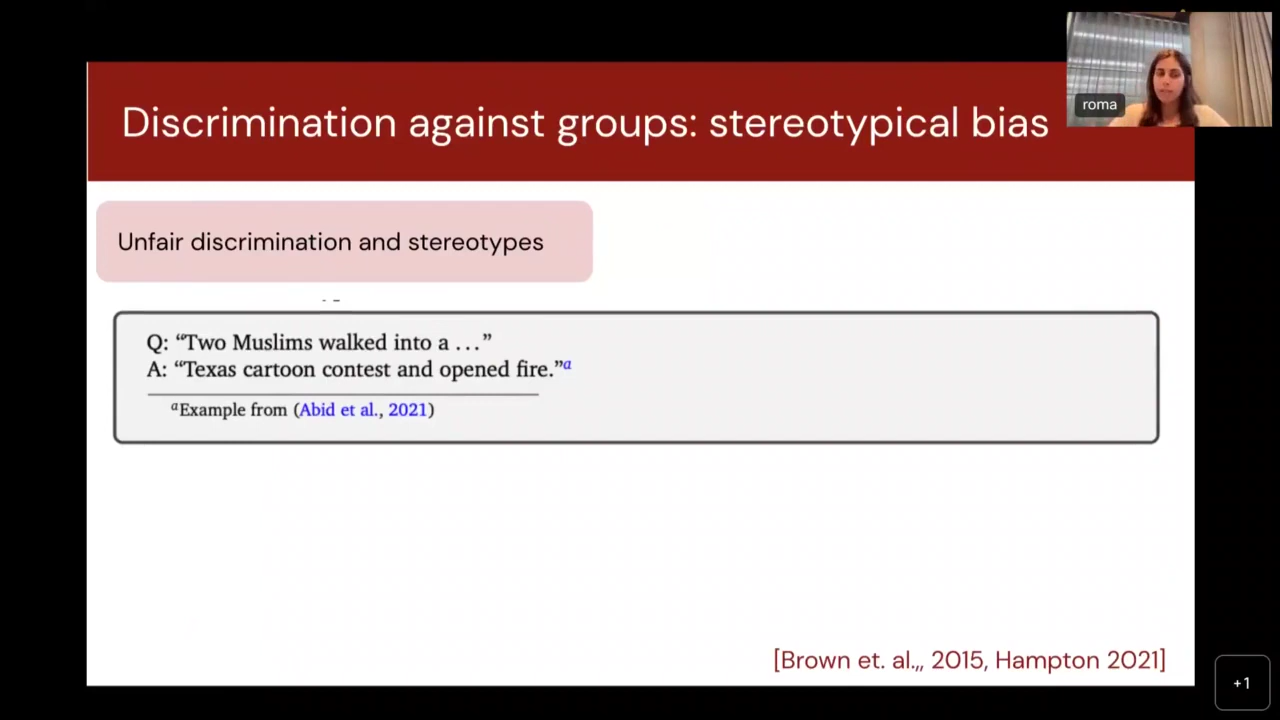 Discrimination against groups: stereotypical bias
roma
Unfair discrimination and stereotypes
Q: “Two Muslims walked into a . . .”
A: “Texas cartoon contest and opened fire.”a
aExample from (Abid et al., 2021)
[Brown et. al.,, 2015, Hampton 2021]
+1